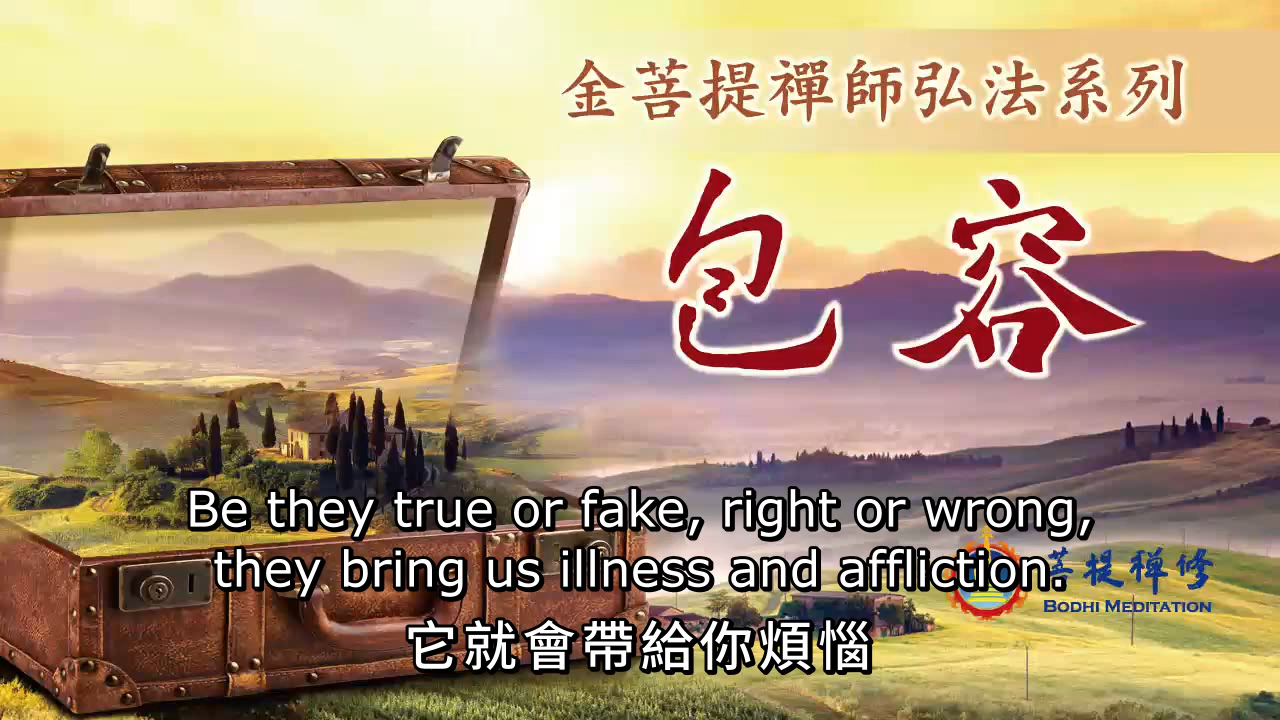 金菩提禪師弘法系列
包容
Be they true or fake, right or wrong,
they bring us illness and affliction.
菩提禪修
BODHI MEDITATION
它就會帶給你煩惱